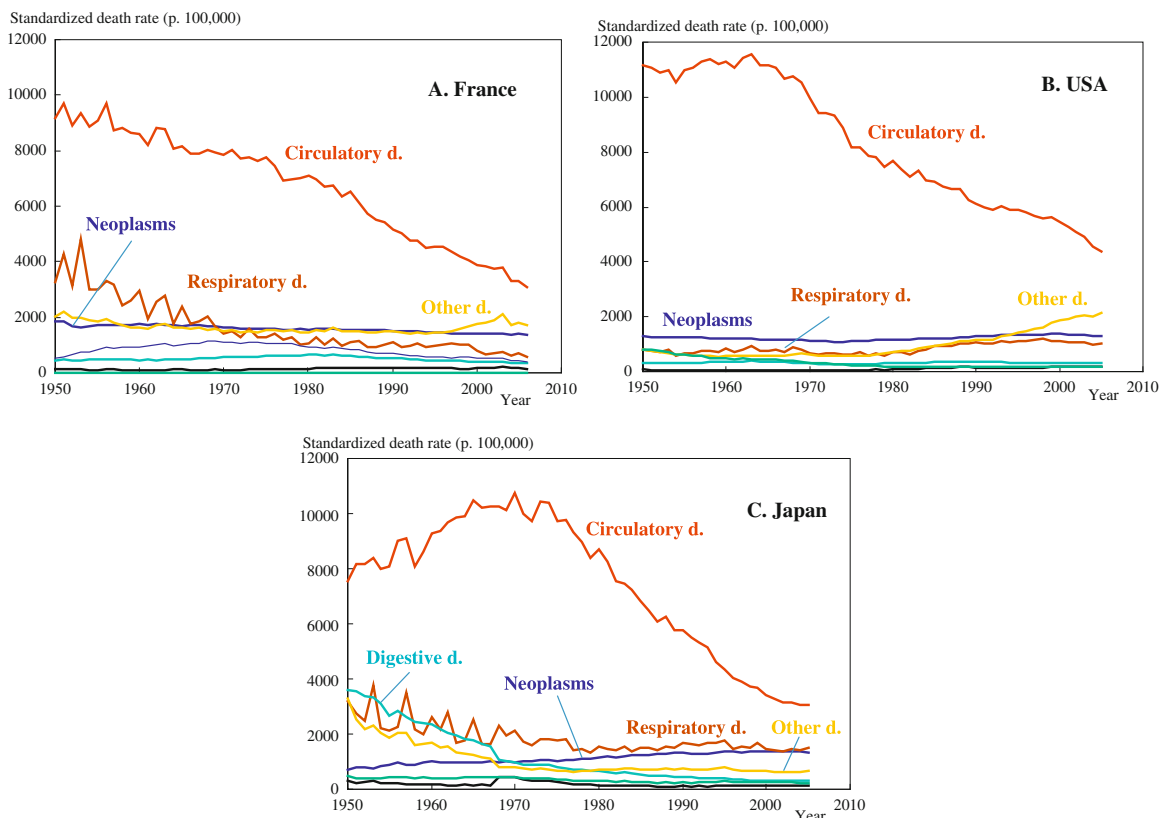 Standardized death rate (p. 100,000)
12000
10000
8000
6000
4000
2000
0
A. France
Circulatory d.
Neoplasms
Respiratory d.
Other d.
1950 1960 1970 1980 1990 2000 2010
Year
Standardized death rate (p. 100,000)
12000
10000
8000
6000
4000
2000
0
B. USA
Circulatory d.
Other d.
Respiratory d.
Neoplasms
1950 1960 1970 1980 1990 2000 2010
Year
Standardized death rate (p. 100,000)
12000
10000
8000
6000
4000
2000
0
C. Japan
Circulatory d.
Digestive d.
Neoplasms
Respiratory d.
Other d.
1950 1960 1970 1980 1990 2000 2010
Year